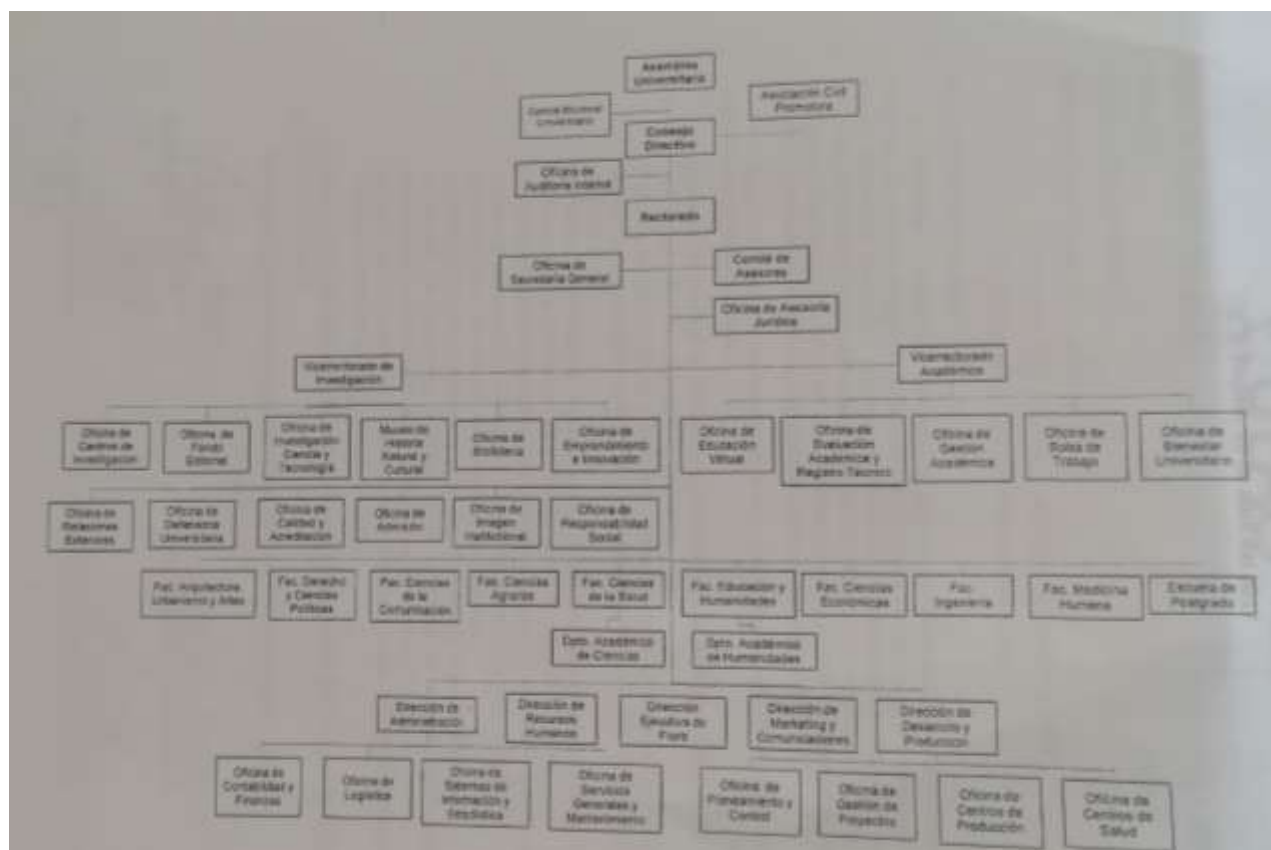 Asamblea
Universitaria
Asociación Civil
Promotora
Comité Electoral
Universitario
Consejo
Directivo
Oficina de
Auditoría Interna
Rectorado
Oficina de
Secretaría General
Comité de
Asesores
Oficina de Asesoría
Jurídica
Vicerrectorado de
Investigación
Vicerrectorado
Académico
Oficina de
Centros de
Investigación
Oficina de
Fondo
Editorial
Oficina de
Investigación
Ciencia y
Tecnología
Museo de
Historia
Natural y
Cultural
Oficina de
Biblioteca
Oficina de
Emprendimiento
e Innovación
Oficina de
Educación
Virtual
Oficina de
Evaluación
Académica y
Registro Técnico
Oficina de
Gestión
Académica
Oficina de
Bolsa de
Trabajo
Oficina de
Bienestar
Universitario
Oficina de
Relaciones
Exteriores
Oficina de
Defensoría
Universitaria
Oficina de
Calidad y
Acreditación
Oficina de
Admisión
Oficina de
Imagen
Institucional
Oficina de
Responsabilidad
Social
Fac. Arquitectura
Urbanismo y Artes
Fac. Derecho
y Ciencias
Políticas
Fac. Ciencias
de la
Comunicación
Fac. Ciencias
Agrarias
Fac. Ciencias
de la Salud
Fac. Educación y
Humanidades
Fac. Ciencias
Económicas
Fac.
Ingeniería
Fac. Medicina
Humana
Escuela de
Postgrado
Dpto. Académico
de Ciencias
Dpto. Académico
de Humanidades
Dirección de
Administración
Dirección de
Recursos
Humanos
Dirección
Ejecutiva de
Piura
Dirección de
Marketing y
Comunicaciones
Dirección de
Desarrollo y
Producción
Oficina de
Contabilidad y
Finanzas
Oficina de
Logística
Oficina de
Sistemas de
Información y
Estadística
Oficina de
Servicios
Generales y
Mantenimiento
Oficina de
Planeamiento y
Control
Oficina de
Gestión de
Proyectos
Oficina de
Centros de
Producción
Oficina de
Centros de
Salud